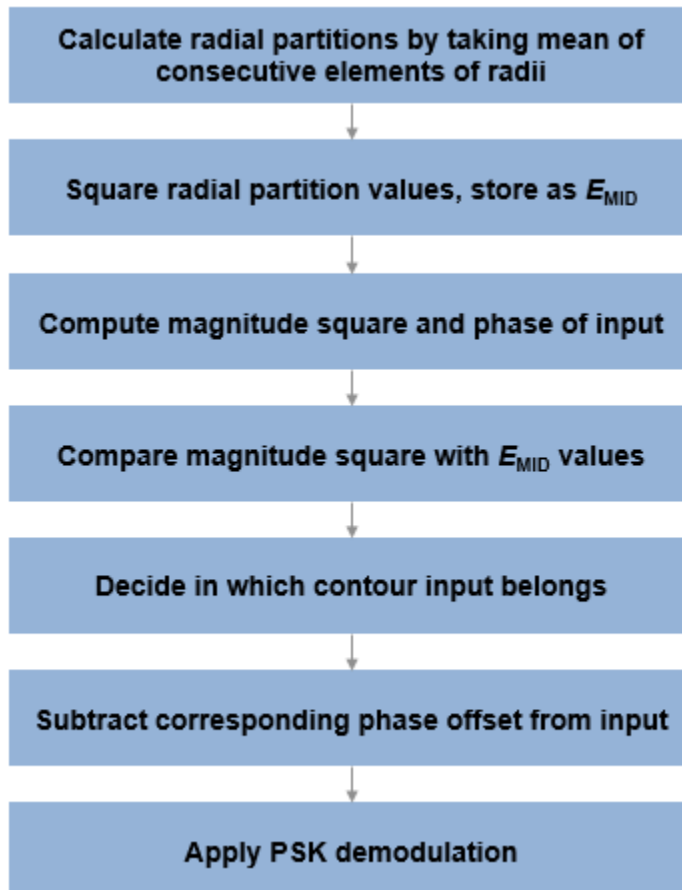 Calculate radial partitions by taking mean of
consecutive elements of radii
Square radial partition values, store as EMID
Compute magnitude square and phase of input
Compare magnitude square with EMID values
Decide in which contour input belongs
Subtract corresponding phase offset from input
Apply PSK demodulation